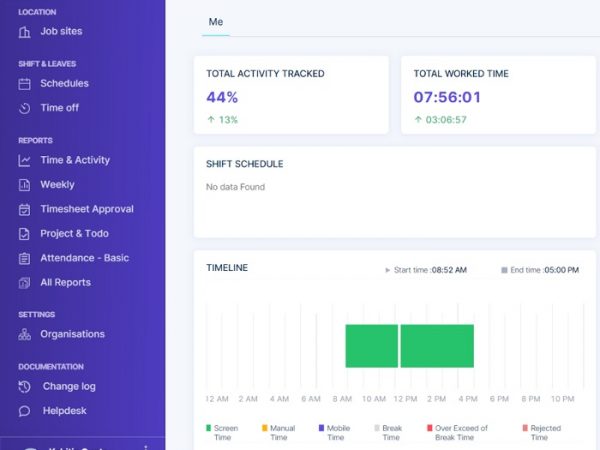 LOCATION
Job sites
SHIFT & LEAVES
Schedules
Time off
REPORTS
Time & Activity
Weekly
Timesheet Approval
Project & Todo
Attendance - Basic
All Reports
SETTINGS
Organisations
DOCUMENTATION
Change log
Helpdesk
Me
TOTAL ACTIVITY TRACKED
44%
↑ 13%
TOTAL WORKED TIME
07:56:01
↑ 03:06:57
SHIFT SCHEDULE
No data Found
TIMELINE
Start time :08:52 AM
End time :05:00 PM
12 AM 2 AM 4 AM 6 AM 8 AM 10 AM 12 PM 2 PM 4 PM 6 PM 8 PM 10 PM
Screen Time
Manual Time
Mobile Time
Break Time
Over Exceed of Break Time
Rejected Time